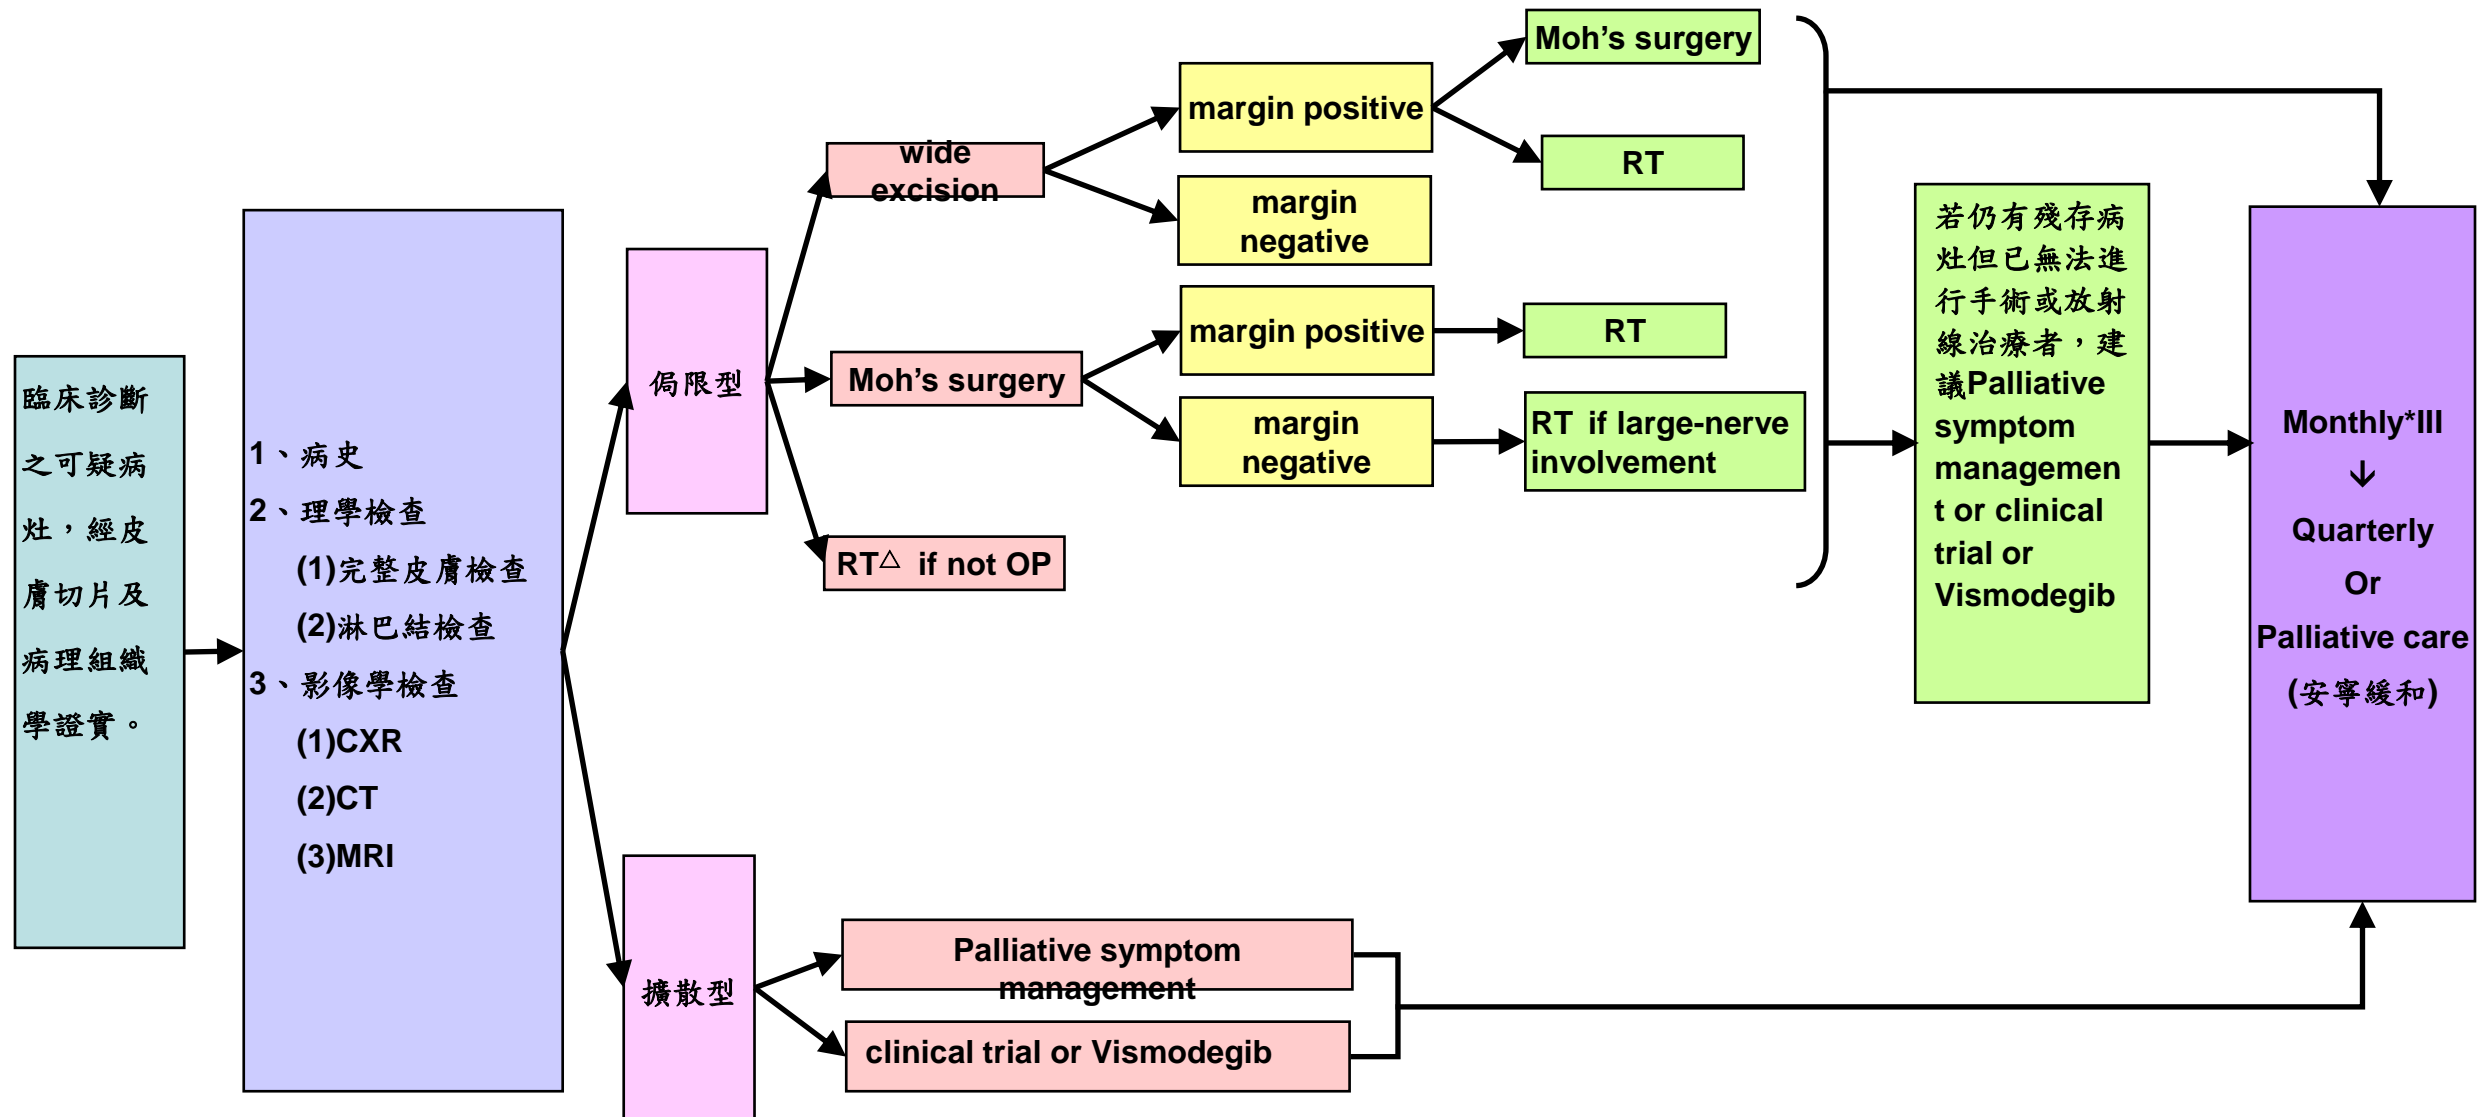 臨床診斷
之可疑病
灶，經皮
膚切片及
病理組織
學證實。
1、病史
2、理學檢查
(1)完整皮膚檢查
(2)淋巴結檢查
3、影像學檢查
(1)CXR
(2)CT
(3)MRI
侷限型
擴散型
wide
excision
Moh’s surgery
RT△ if not OP
margin positive
margin
negative
margin positive
margin
negative
Moh’s surgery
RT
RT
RT if large-nerve
involvement
Palliative symptom
management
clinical trial or Vismodegib
若仍有殘存病
灶但已無法進
行手術或放射
線治療者，建
議Palliative
symptom
managemen
t or clinical
trial or
Vismodegib
Monthly*III
↓
Quarterly
Or
Palliative care
(安寧緩和)